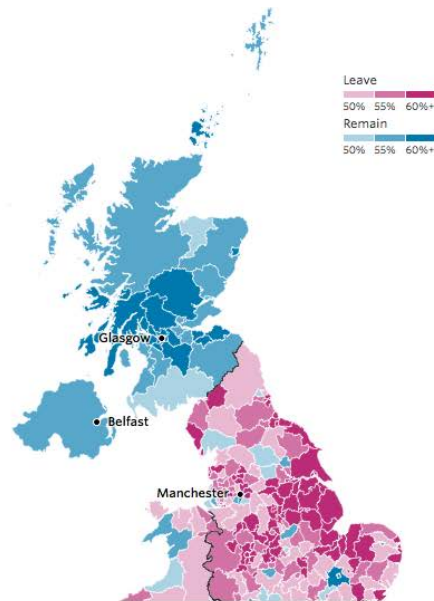 Leave
50% 55% 60%+
Remain
50% 55% 60%+
Glasgow
Belfast
Manchester